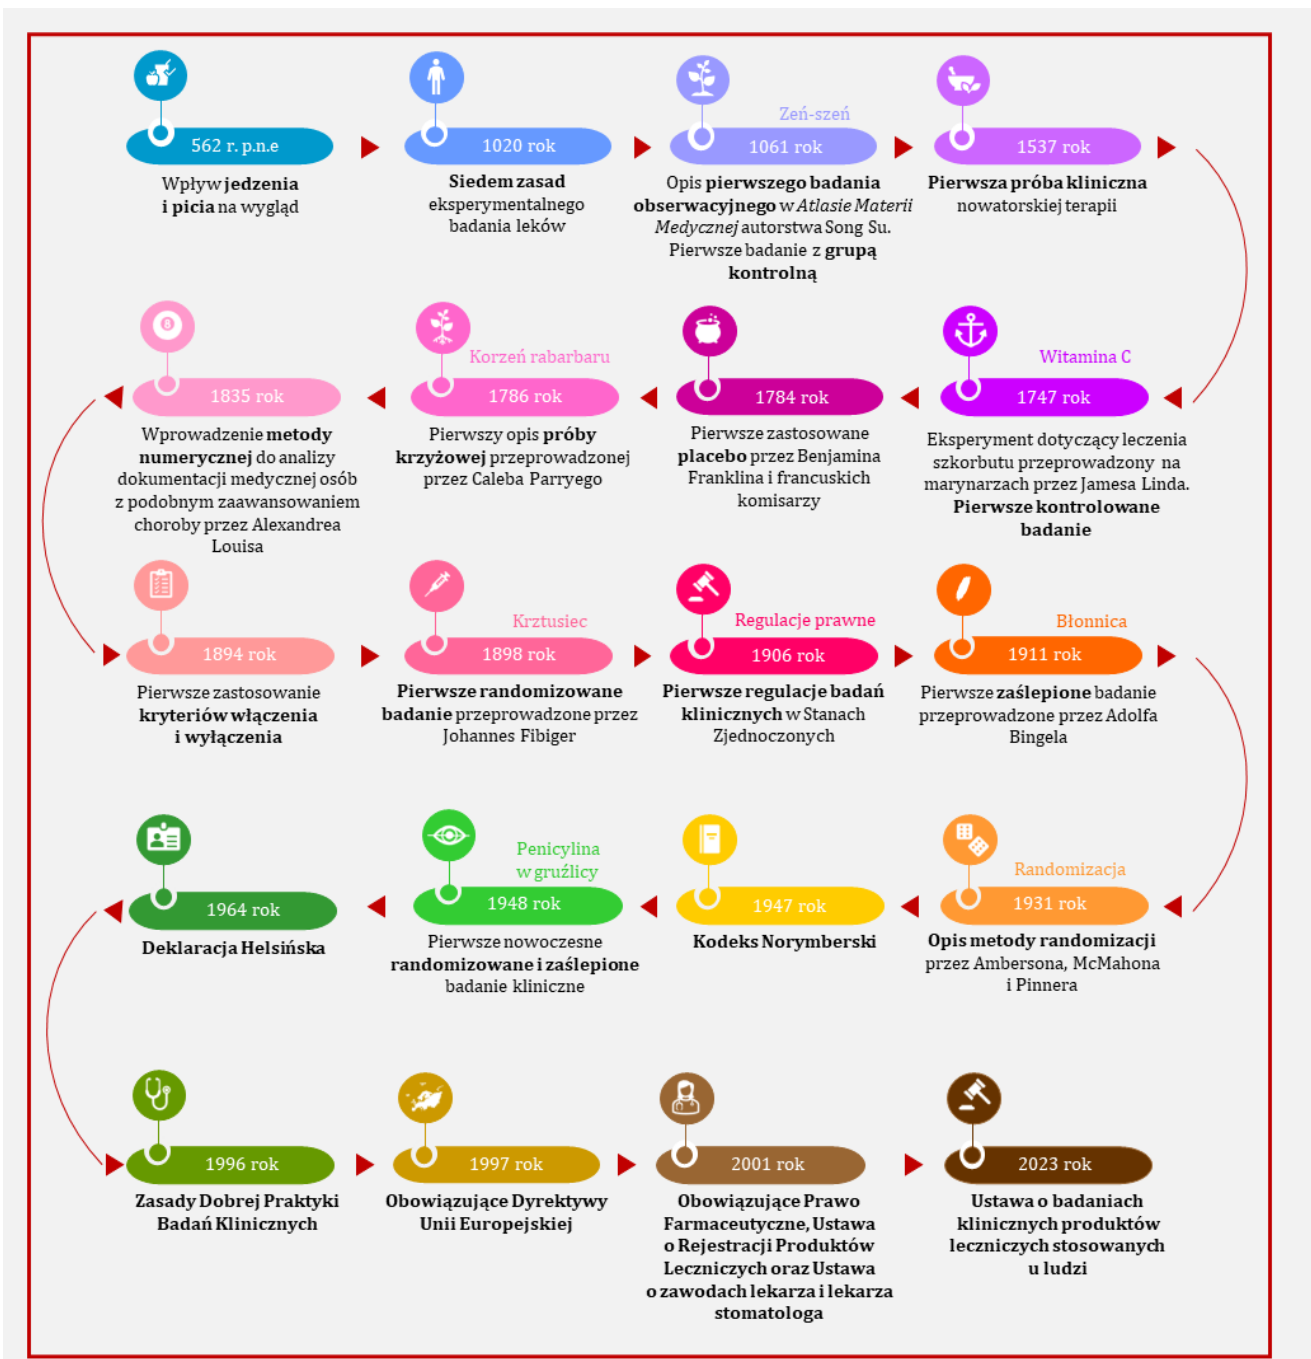 562 r. p.n.e
Wpływ jedzenia
i picia na wygląd
1020 rok
Siedem zasad
eksperymentalnego
badania leków
Zeń-szeń
1061 rok
Opis pierwszego badania
obserwacyjnego w Atlasie Materii
Medycznej autorstwa Song Su.
Pierwsze badanie z grupą
kontrolną
1537 rok
Pierwsza próba kliniczna
nowatorskiej terapii
Witamina C
1747 rok
Eksperyment dotyczący leczenia
szkorbutu przeprowadzony na
marynarzach przez Jamesa Linda.
Pierwsze kontrolowane
badanie
1784 rok
Pierwsze zastosowane
placebo przez Benjamina
Franklina i francuskich
komisarzy
Korzeń rabarbaru
1786 rok
Pierwszy opis próby
krzyżowej przeprowadzonej
przez Caleba Parryego
8
1835 rok
Wprowadzenie metody
numerycznej do analizy
dokumentacji medycznej osób
z podobnym zaawansowaniem
choroby przez Alexandrea
Louisa
1894 rok
Pierwsze zastosowanie
kryteriów włączenia
i wyłączenia
Krztusiec
1898 rok
Pierwsze randomizowane
badanie przeprowadzone przez
Johannes Fibiger
Regulacje prawne
1906 rok
Pierwsze regulacje badań
klinicznych w Stanach
Zjednoczonych
Błonnica
1911 rok
Pierwsze zaślepione badanie
przeprowadzone przez Adolfa
Bingela
Randomizacja
1931 rok
Opis metody randomizacji
przez Ambersona, McMahona
i Pinnera
1947 rok
Kodeks Norymberski
Penicylina
w gruźlicy
1948 rok
Pierwsze nowoczesne
randomizowane i zaślepione
badanie kliniczne
1964 rok
Deklaracja Helsińska
1996 rok
Zasady Dobrej Praktyki
Badań Klinicznych
1997 rok
Obowiązujące Dyrektywy
Unii Europejskiej
2001 rok
Obowiązujące Prawo
Farmaceutyczne, Ustawa
o Rejestracji Produktów
Leczniczych oraz Ustawa
o zawodach lekarza i lekarza
stomatologa
2023 rok
Ustawa o badaniach
klinicznych produktów
leczniczych stosowanych
u ludzi